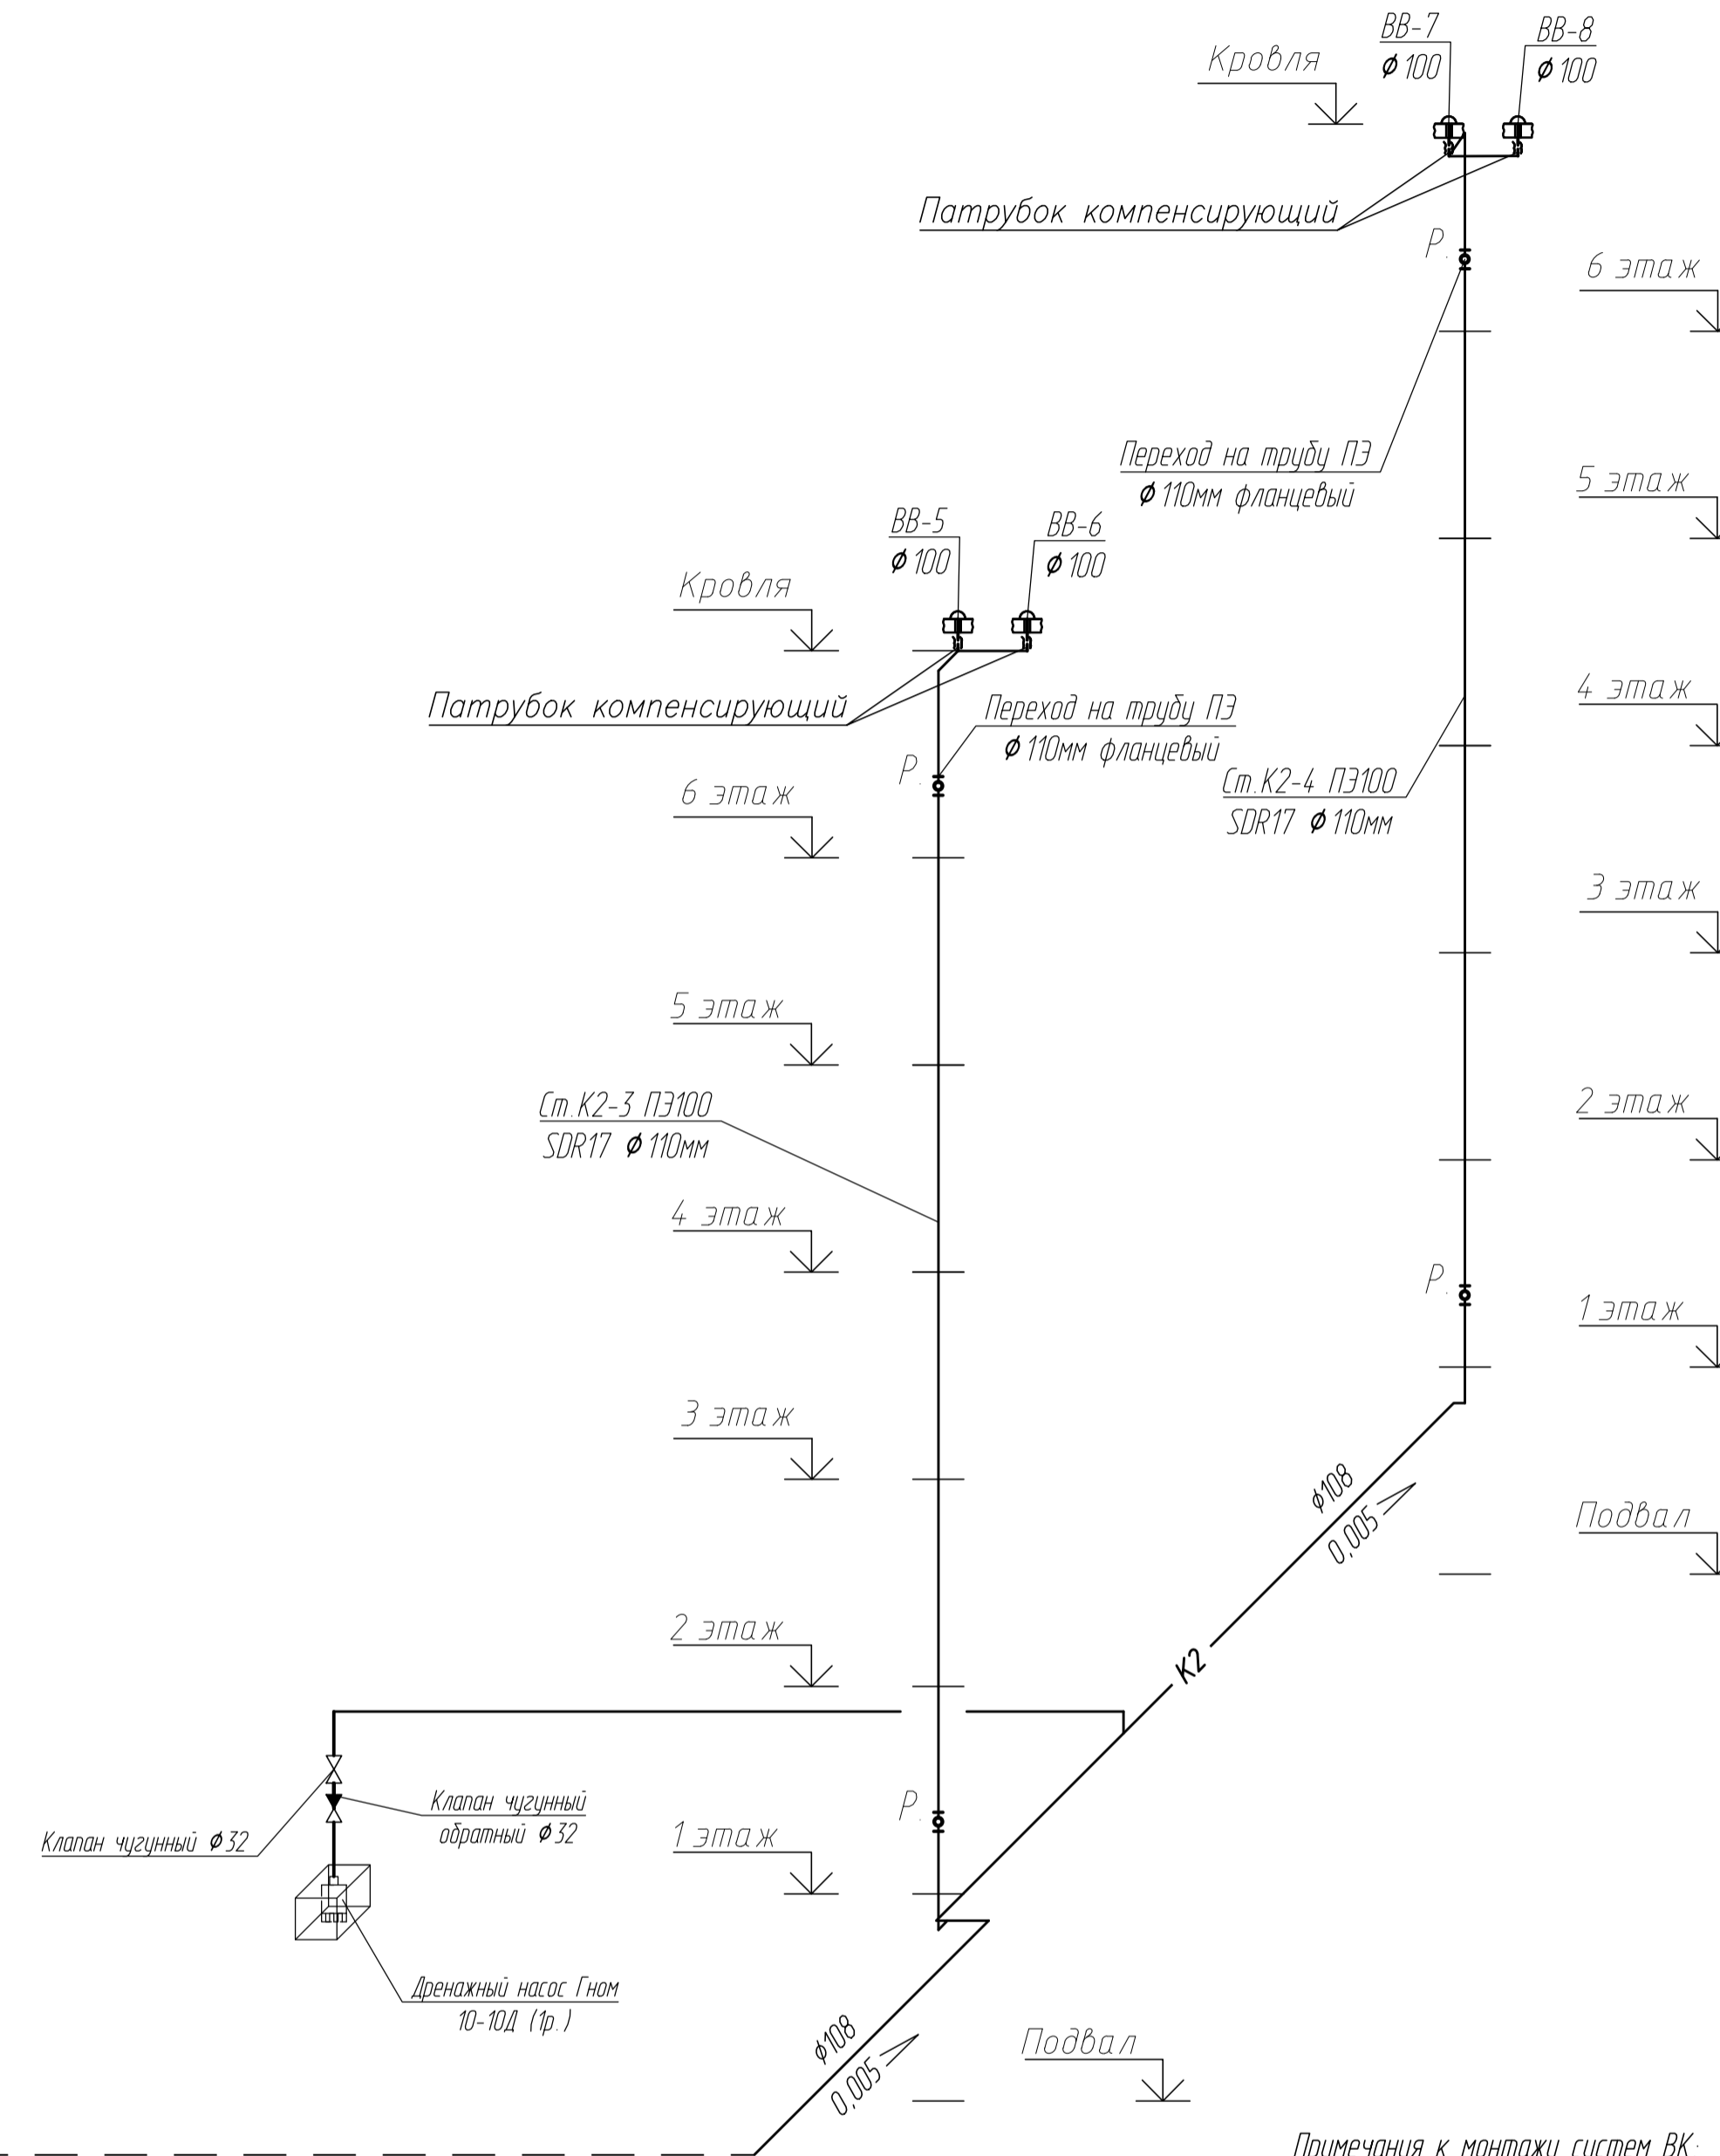 ВВ-7
ф100
ВВ-8
ф100
Кровля
Патрубок компенсирующий
Р.
6 этаж
Переход на трубу ПЭ
ф110мм фланцевый
5 этаж
ВВ-5
ф100
ВВ-6
ф100
Кровля
4 этаж
Патрубок компенсирующий
Переход на трубу ПЭ
ф110мм фланцевый
Р.
Ст.К2-4 ПЭ100
SDR17 ф110мм
6 этаж
3 этаж
5 этаж
Ст.К2-3 ПЭ100
SDR17 ф110мм
2 этаж
4 этаж
Р.
1 этаж
3 этаж
ф108
0,005
Подвал
2 этаж
К2
Р.
Клапан чугунный
обратный ф32
Клапан чугунный ф32
1 этаж
Дренажный насос Гном
10-10Д (1р.)
ф108
0,005
Подвал
Примечания к монтажу систем ВК: